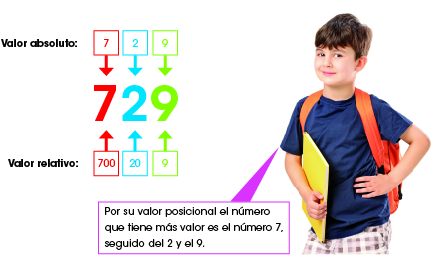 Valor absoluto: 7 2 9
729
Valor relativo: 700 20 9
Por su valor posicional el número
que tiene más valor es el número 7,
seguido del 2 y el 9.